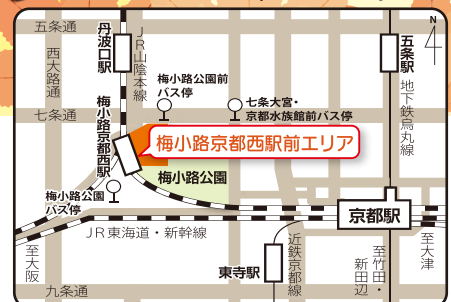 五条通
西大路通
丹波口駅
JR山陰本線
梅小路公園前
バス停
七条大宮・
京都水族館前バス停
五条駅
地下鉄烏丸線
N
七条通
梅小路京都西駅
梅小路京都西駅前エリア
梅小路公園
梅小路公園
バス停
京都駅
JR東海道・新幹線
至大阪
東寺駅
近鉄京都線
至竹田・
新田辺
至大津
九条通